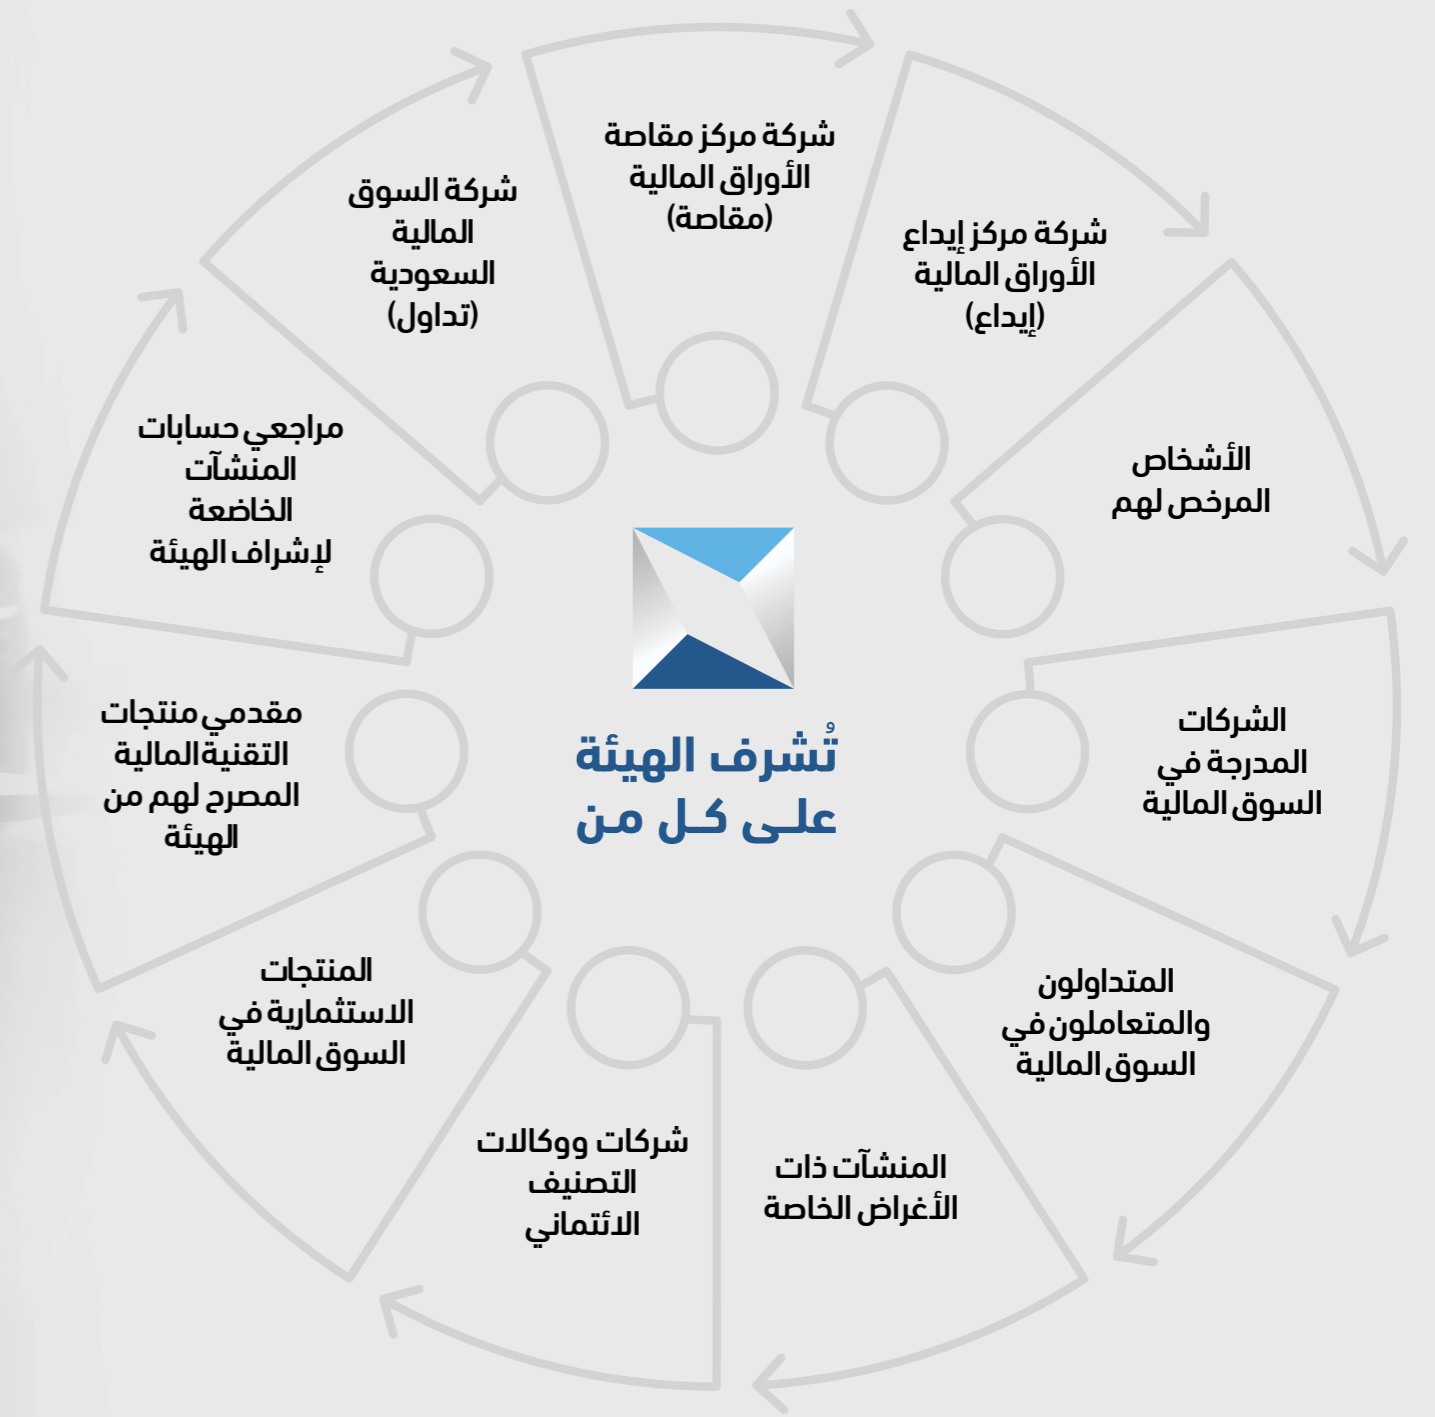 تُشرف الهيئة
على كل من
شركة السوق
المالية
السعودية
(تداول)
شركة مركز مقاصة
الأوراق المالية
(مقاصة)
شركة مركز إيداع
الأوراق المالية
(إيداع)
الأشخاص
المرخص لهم
الشركات
المدرجة في
السوق المالية
المتداولون
والمتعاملون في
السوق المالية
المنشآت ذات
الأغراض الخاصة
شركات ووكالات
التصنيف
الائتماني
المنتجات
الاستثمارية في
السوق المالية
مقدمي منتجات
التقنية المالية
المصرح لهم من
الهيئة
مراجعي حسابات
المنشآت
الخاضعة
لإشراف الهيئة